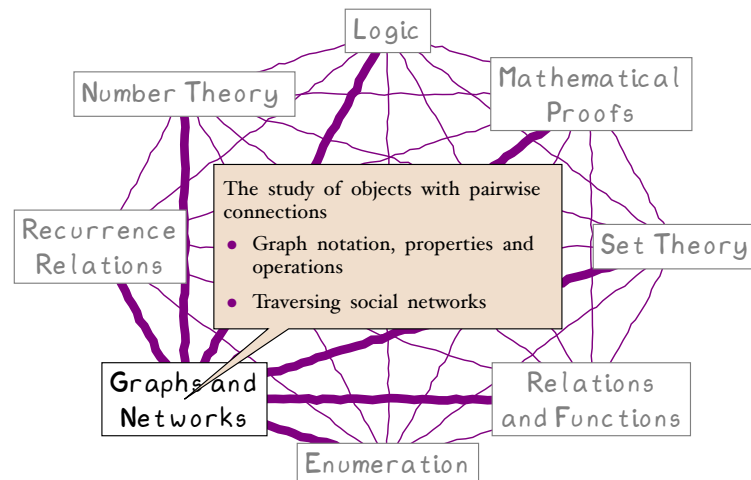 Logic
Number Theory
Mathematical
Proofs
The study of objects with pairwise
connections
• Graph notation, properties and
operations
• Traversing social networks
Recurrence
Relations
Set Theory
Graphs and
Networks
Relations
and Functions
Enumeration